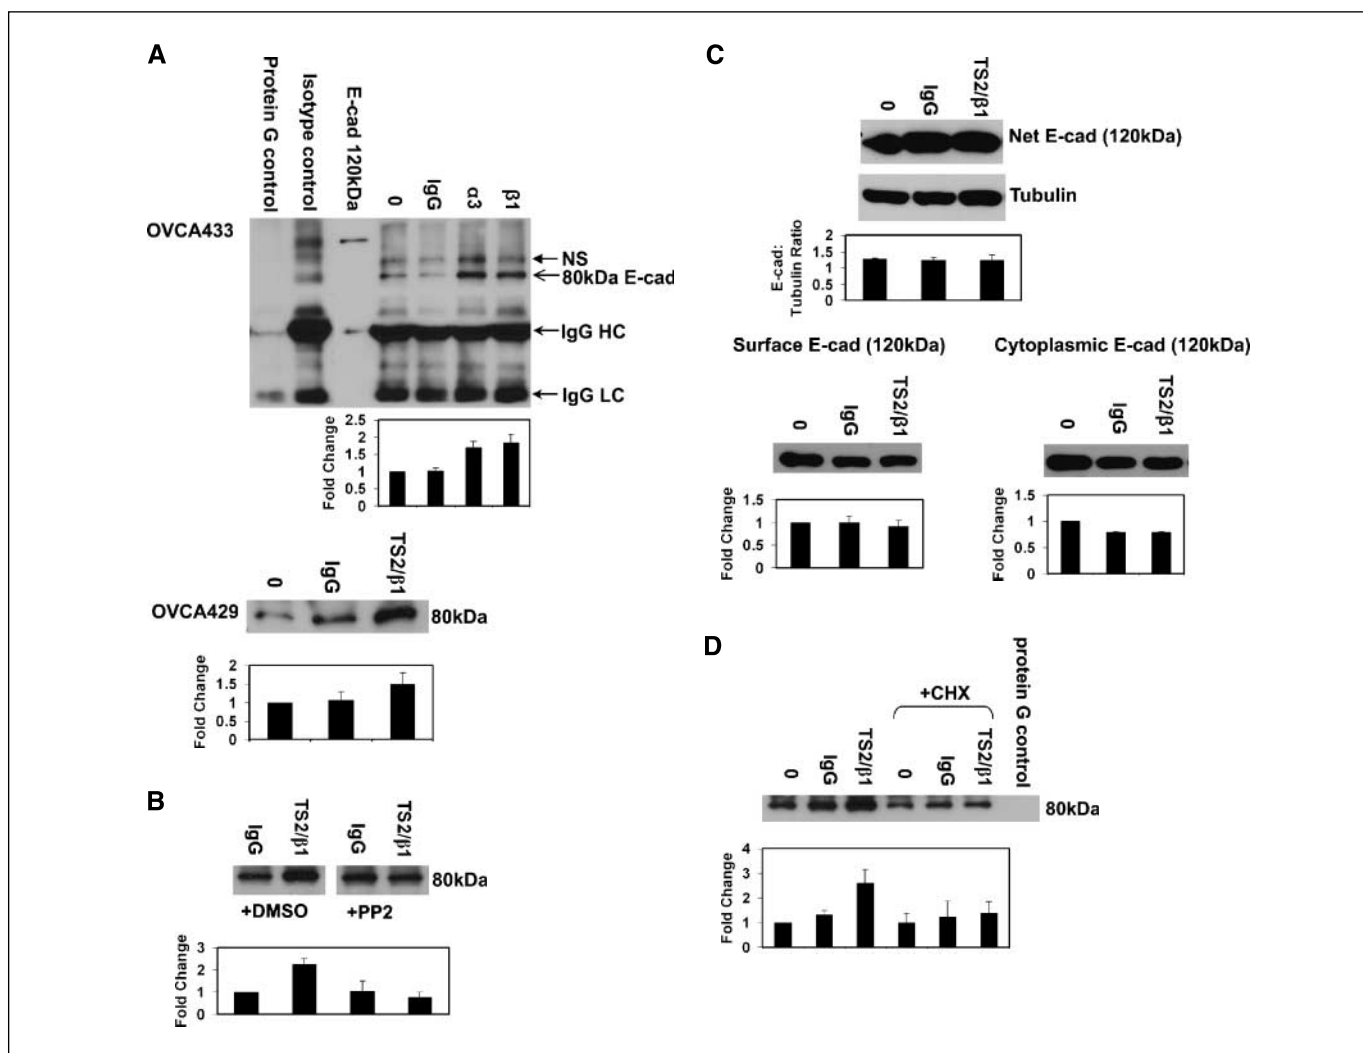 A
Protein G control
Isotype control
E-cad 120kDa
0
IgG
α3
β1
OVCA433
NS
80kDa E-cad
IgG HC
IgG LC
Fold Change
2.5
2
1.5
1
0.5
0
0
IgG
TS2/β1
OVCA429
80kDa
Fold Change
2
1.5
1
0.5
0
B
IgG
TS2/β1
IgG
TS2/β1
80kDa
+DMSO
+PP2
Fold Change
3
2
1
0
C
0
IgG
TS2/β1
Net E-cad (120kDa)
Tubulin
E-cad:
Tubulin Ratio
2
1.5
1
0.5
0
Surface E-cad (120kDa)
0
IgG
TS2/β1
Fold Change
1.5
1
0.5
0
Cytoplasmic E-cad (120kDa)
0
IgG
TS2/β1
Fold Change
1.5
1
0.5
0
D
+CHX
0
IgG
TS2/β1
0
IgG
TS2/β1
protein G control
80kDa
Fold Change
4
3
2
1
0